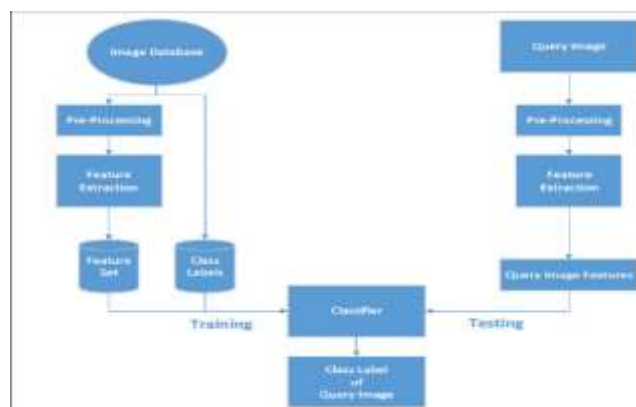 Image Database
Query Image
Pre-Processing
Pre-Processing
Feature
Extraction
Feature
Extraction
Feature
Set
Class
Labels
Query Image Features
Classifier
Training
Testing
Class Label
of
Query Image